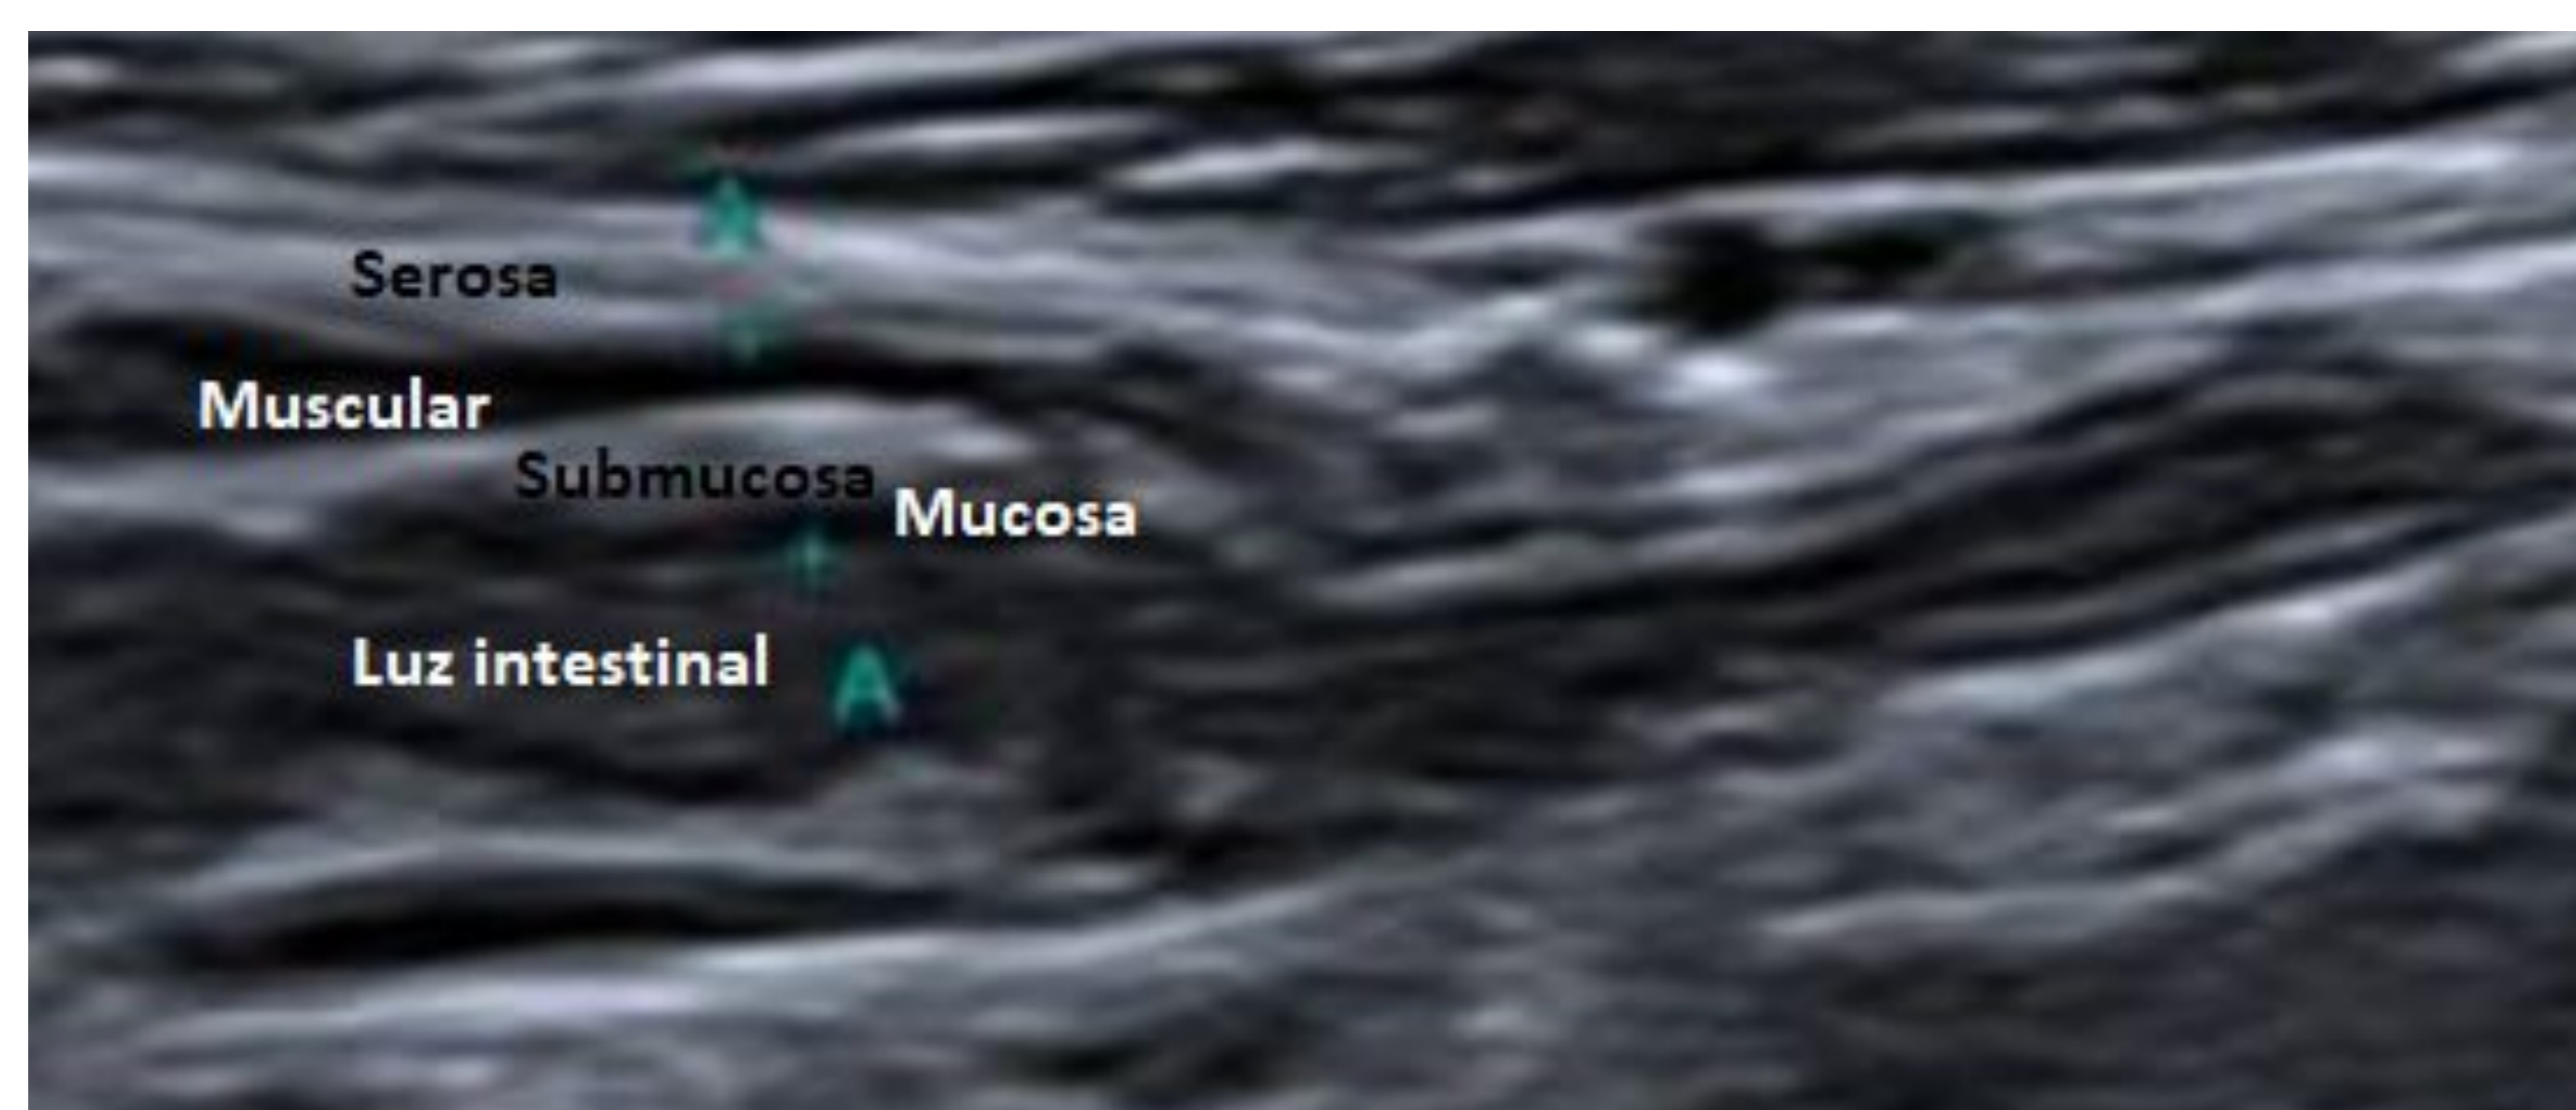 A
Serosa
Muscular
Submucosa
Mucosa
Luz intestinal
A